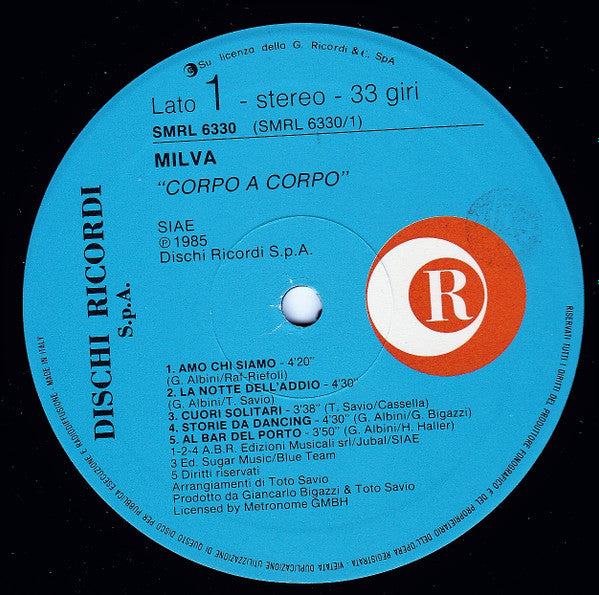 Su licenza della G. Ricordi & C. SpA
Lato 1 - stereo - 33 giri
SMRL 6330 (SMRL 6330/1)
MILVA
"CORPO A CORPO"
SIAE
℗ 1985
Dischi Ricordi S.p.A.
DISCHI RICORDI
S.p.A.
R
1. AMO CHI SIAMO - 4'20"
(G. Albini/Raf-Riefoli)
2. LA NOTTE DELL'ADDIO - 4'30"
(G. Albini/T. Savio)
3. CUORI SOLITARI - 3'38" (T. Savio/Cassella)
4. STORIE DA DANCING - 4'30" (G. Albini/G. Bigazzi)
5. AL BAR DEL PORTO - 3'50" (G. Albini/H. Haller)
1-2-4 A.B.R. Edizioni Musicali srl/Jubal/SIAE
3 Ed. Sugar Music/Blue Team
5 Diritti riservati
Arrangiamenti di Toto Savio
Prodotto da Giancarlo Bigazzi & Toto Savio
Licensed by Metronome GMBH
RISERVATI TUTTI I DIRITTI DEL PRODUTTORE FONOGRAFICO E DEL PROPRIETARIO DELL'OPERA REGISTRATA - VIETATA DUPLICAZIONE UTILIZZAZIONE DI QUESTO DISCO PER PUBBLICA ESECUZIONE E RADIODIFFUSIONE. MADE IN ITALY